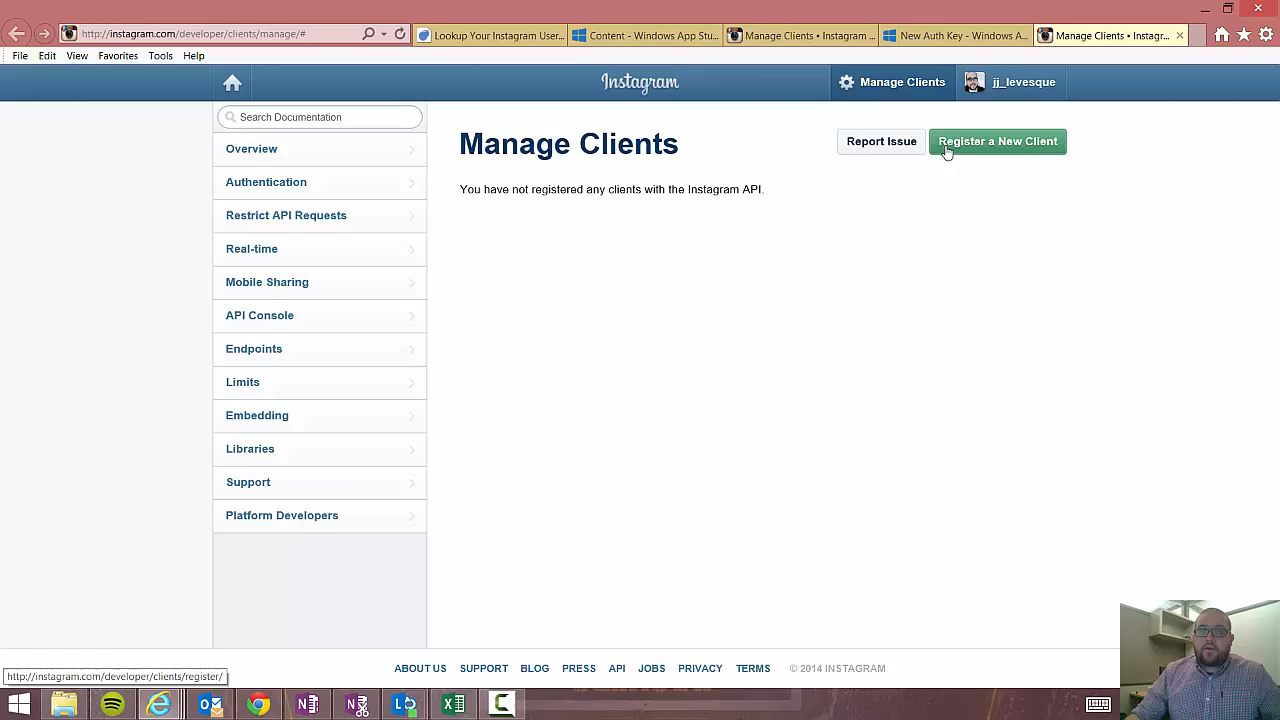 http://instagram.com/developer/clients/manage/#
Lookup Your Instagram User...
Content - Windows App Stu...
Manage Clients • Instagram ...
New Auth Key - Windows A...
Manage Clients • Instagr...
File Edit View Favorites Tools Help
Instagram
Manage Clients
jj_levesque
Search Documentation
Overview
Authentication
Restrict API Requests
Real-time
Mobile Sharing
API Console
Endpoints
Limits
Embedding
Libraries
Support
Platform Developers
Manage Clients
Report Issue
Register a New Client
You have not registered any clients with the Instagram API.
ABOUT US SUPPORT BLOG PRESS API JOBS PRIVACY TERMS © 2014 INSTAGRAM
http://instagram.com/developer/clients/register/